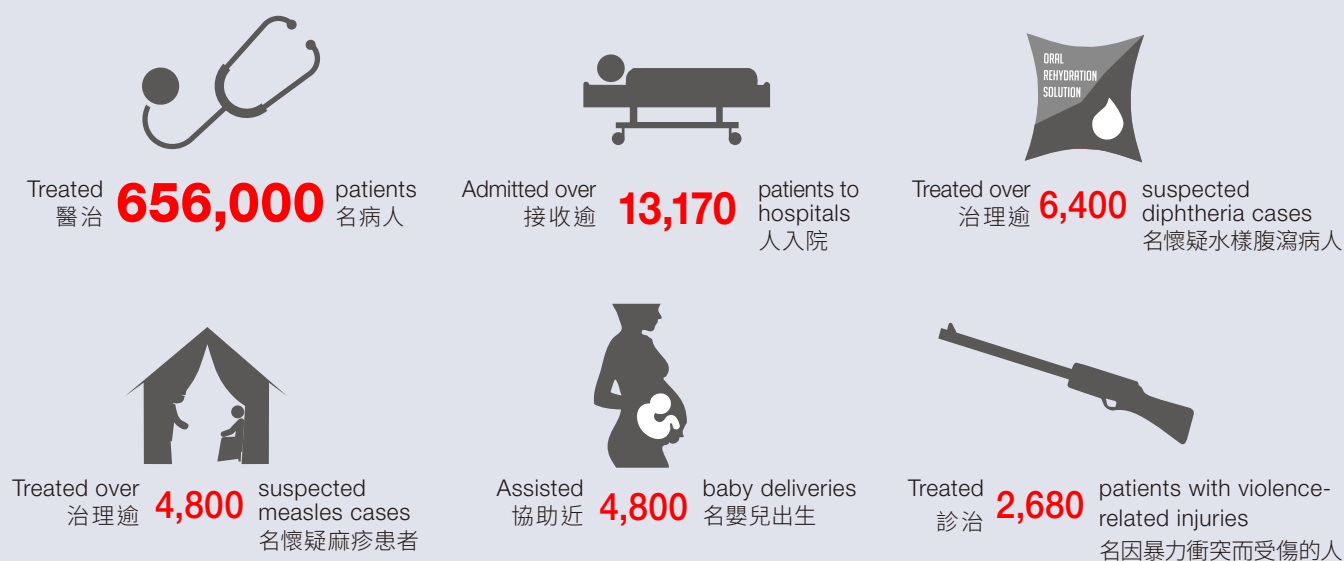 Treated 656,000 patients
醫治 名病人
Admitted over 13,170 patients to
接收逾 hospitals
人入院
ORAL
REHYDRATION
SOLUTION
Treated over 6,400 suspected
治理逾 diphtheria cases
名懷疑水樣腹瀉病人
Treated over 4,800 suspected
治理逾 measles cases
名懷疑麻疹患者
Assisted 4,800 baby deliveries
協助近 名嬰兒出生
Treated 2,680 patients with violence-
診治 related injuries
名因暴力衝突而受傷的人